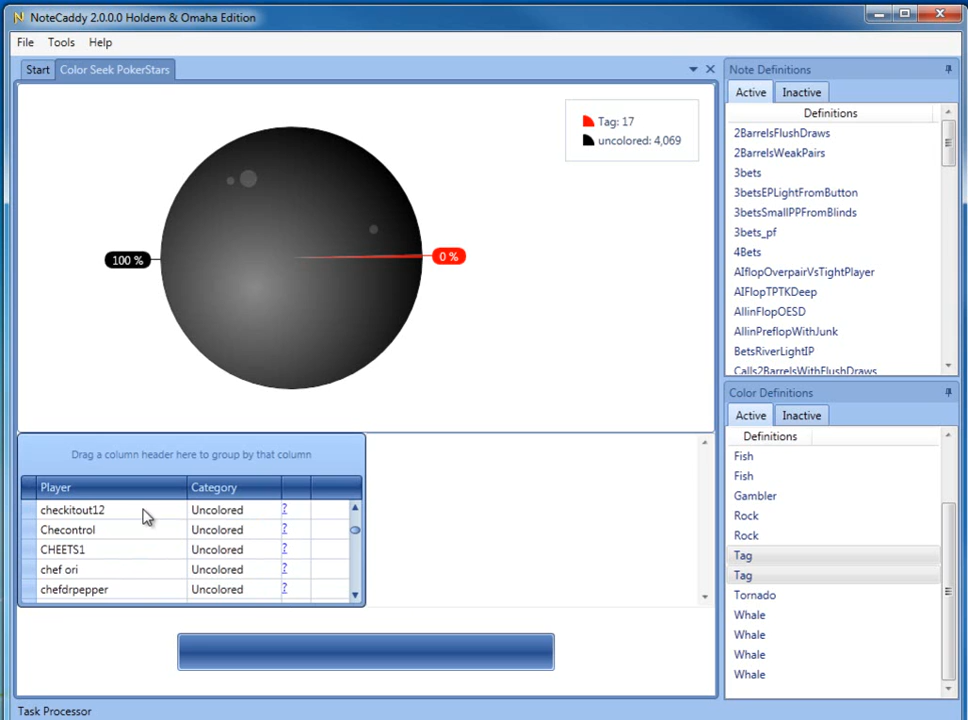 NoteCaddy 2.0.0.0 Holdem & Omaha Edition
File Tools Help
Start Color Seek PokerStars
Tag: 17
uncolored: 4,069
100 %
0 %
Drag a column header here to group by that column
Player Category
checkitout12 Uncolored ?
Checontrol Uncolored ?
CHEETS1 Uncolored ?
chef ori Uncolored ?
chefdrpepper Uncolored ?
Note Definitions
Active Inactive
Definitions
2BarrelsFlushDraws
2BarrelsWeakPairs
3bets
3betsEPLightFromButton
3betsSmallPPFromBlinds
3bets_pf
4Bets
AIflopOverpairVsTightPlayer
AIFlopTPTKDeep
AllinFlopOESD
AllinPreflopWithJunk
BetsRiverLightIP
Calls2BarrelsWithFlushDraws
Color Definitions
Active Inactive
Definitions
Fish
Fish
Gambler
Rock
Rock
Tag
Tag
Tornado
Whale
Whale
Whale
Whale
Task Processor